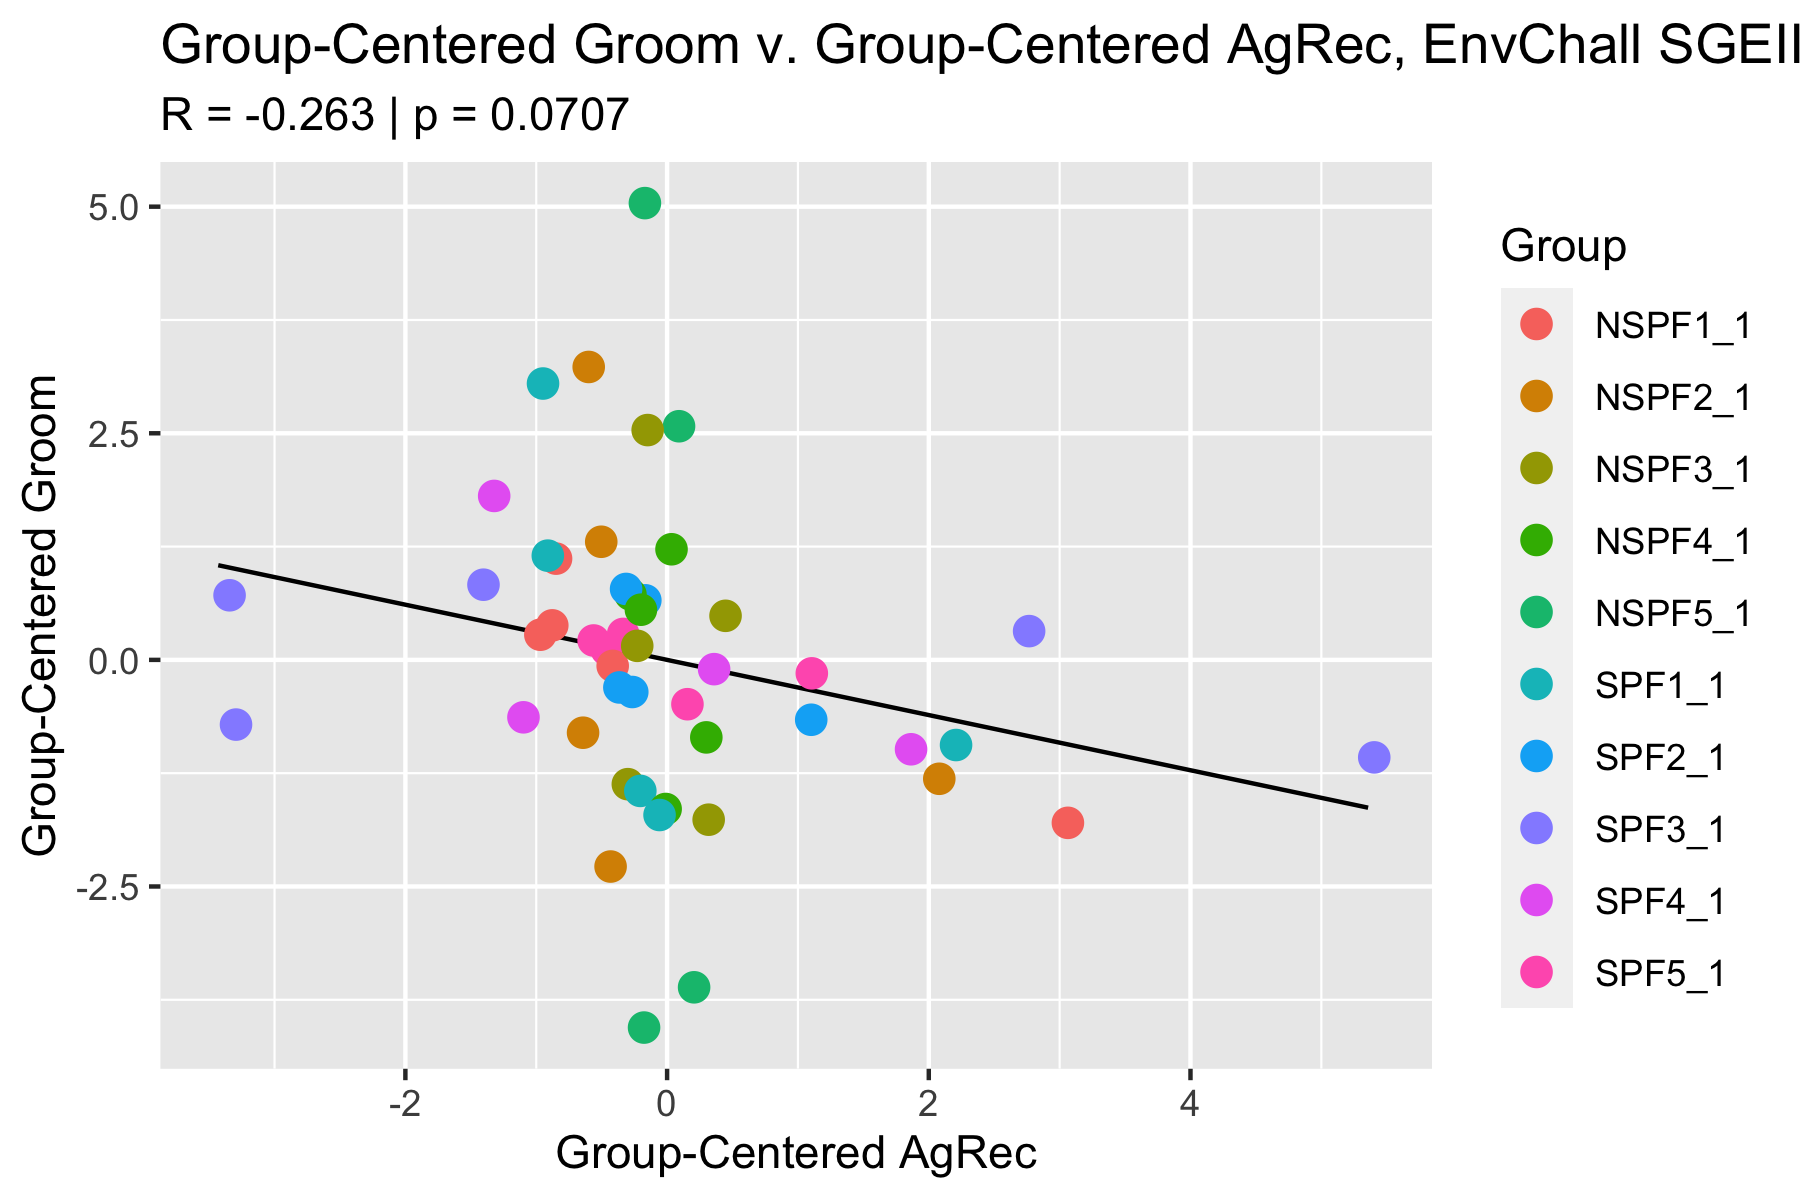 Group-Centered Groom v. Group-Centered AgRec, EnvChall SGEII
R = -0.263 | p = 0.0707
Group-Centered Groom
5.0
2.5
0.0
-2.5
-2
0
2
4
Group-Centered AgRec
Group
NSPF1_1
NSPF2_1
NSPF3_1
NSPF4_1
NSPF5_1
SPF1_1
SPF2_1
SPF3_1
SPF4_1
SPF5_1